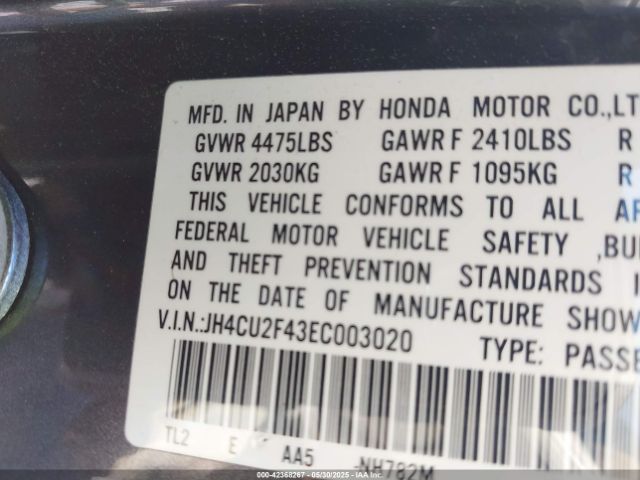 MFD. IN JAPAN BY HONDA MOTOR CO.,LT
GVWR 4475LBS GAWR F 2410LBS R
GVWR 2030KG GAWR F 1095KG R
THIS VEHICLE CONFORMS TO ALL AP
FEDERAL MOTOR VEHICLE SAFETY ,BU
AND THEFT PREVENTION STANDARDS I
ON THE DATE OF MANUFACTURE SHOW
V.I.N.:JH4CU2F43EC003020 TYPE: PASSE
TL2 E AA5 NH782M
000-42368267 05/30/2025 IAA Inc.